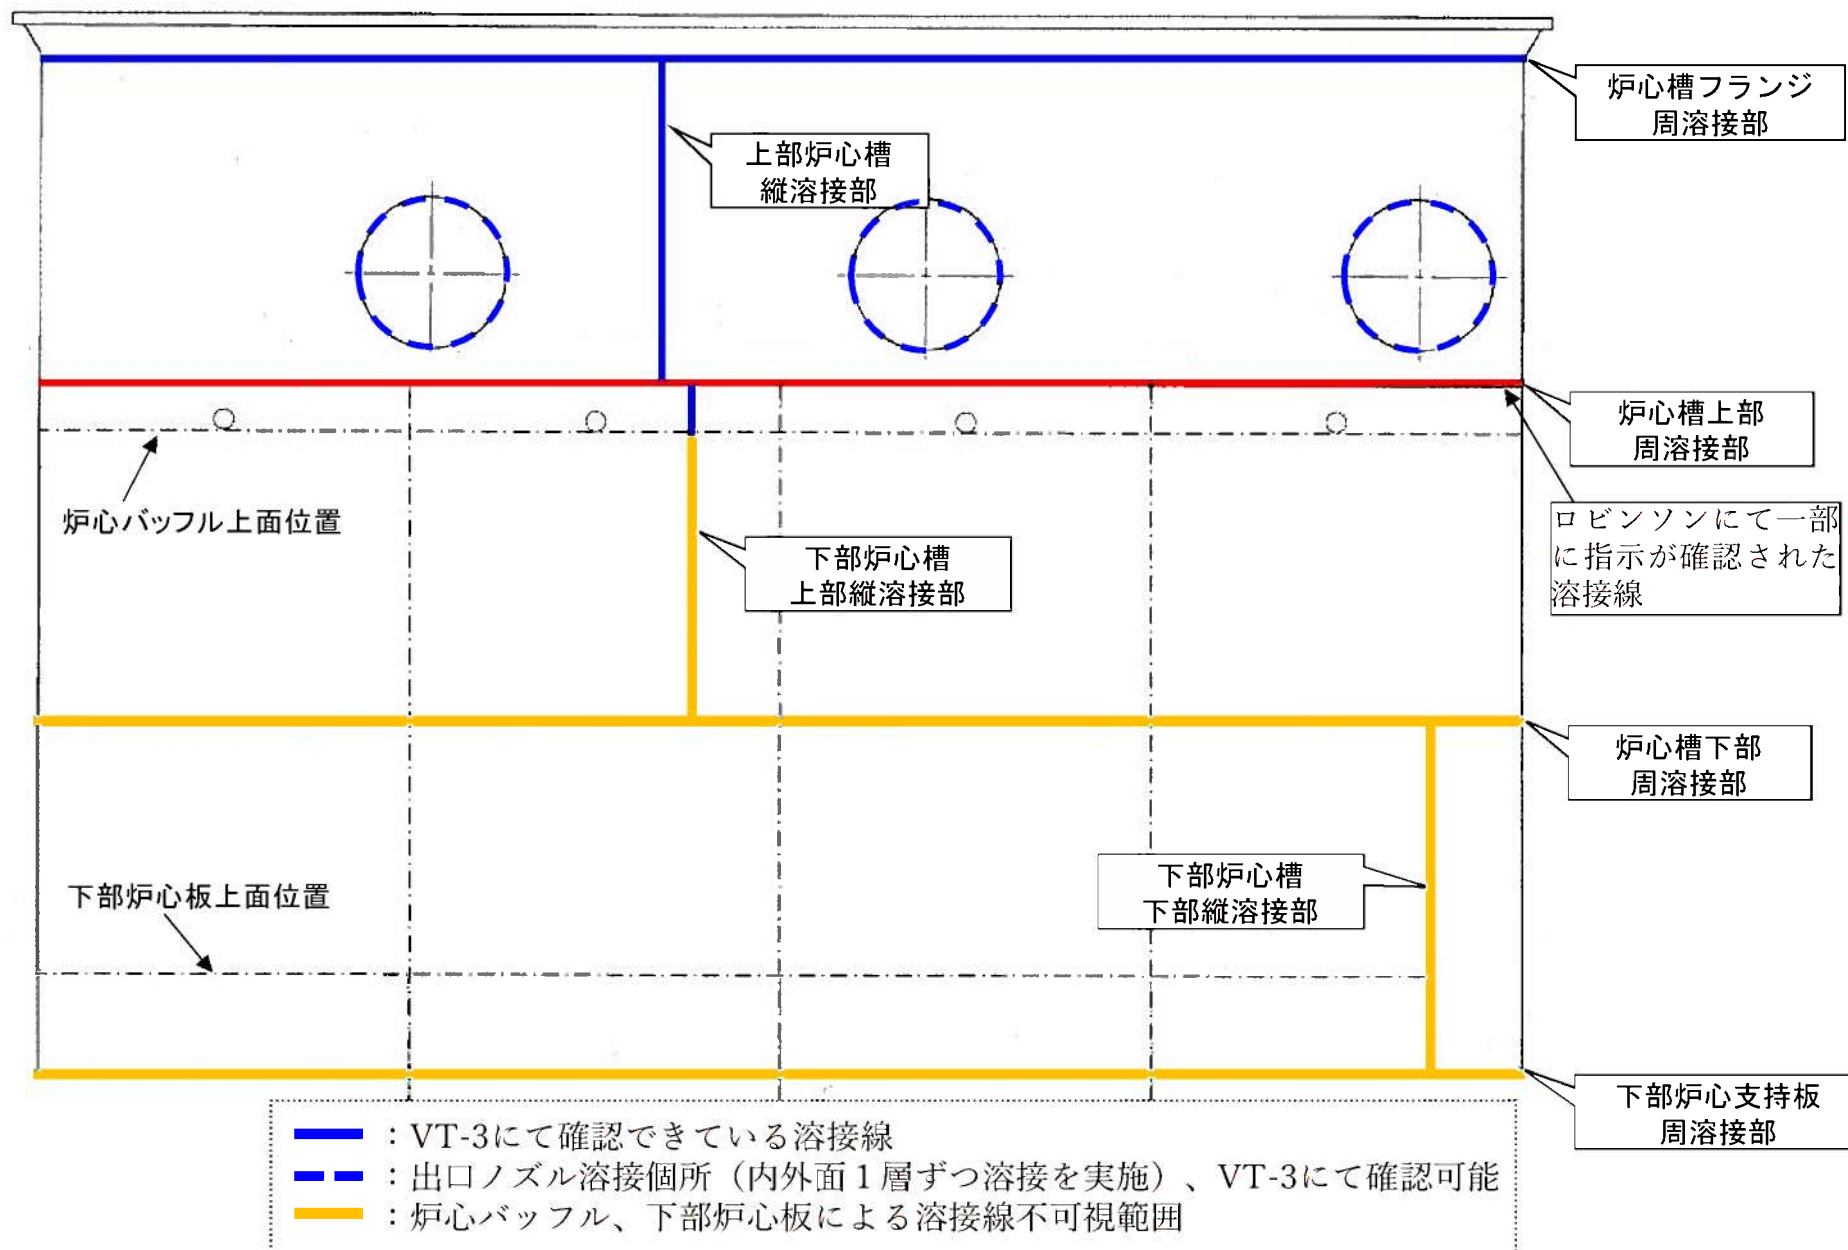 炉心槽フランジ
周溶接部
上部炉心槽
縦溶接部
炉心槽上部
周溶接部
炉心バッフル上面位置
ロビンソンにて一部
に指示が確認された
溶接線
下部炉心槽
上部縦溶接部
炉心槽下部
周溶接部
下部炉心槽
下部縦溶接部
下部炉心板上面位置
下部炉心支持板
周溶接部
：VT-3にて確認できている溶接線
：出口ノズル溶接個所（内外面１層ずつ溶接を実施）、VT-3にて確認可能
：炉心バッフル、下部炉心板による溶接線不可視範囲